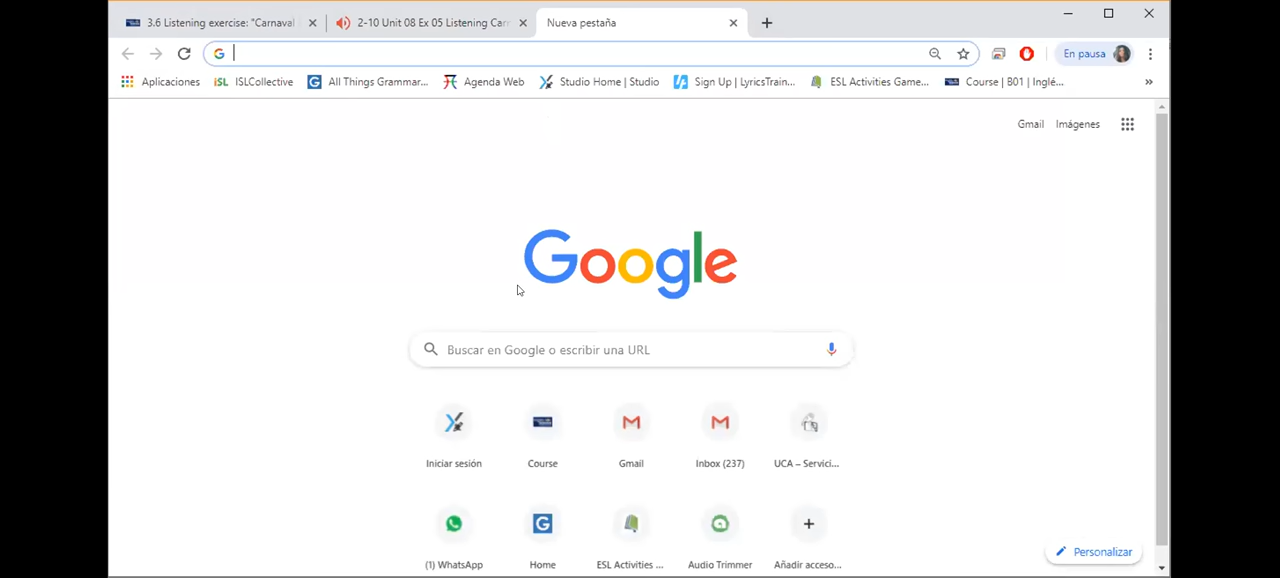 3.6 Listening exercise: "Carnaval
2-10 Unit 08 Ex 05 Listening Carn
Nueva pestaña
En pausa
Aplicaciones
iSL ISLCollective
All Things Grammar...
Agenda Web
Studio Home | Studio
Sign Up | LyricsTrain...
ESL Activities Game...
Course | B01 | Inglé...
»
Gmail Imágenes
Google
Buscar en Google o escribir una URL
Iniciar sesión
Course
Gmail
Inbox (237)
UCA – Servici...
(1) WhatsApp
Home
ESL Activities ...
Audio Trimmer
Añadir acceso...
Personalizar